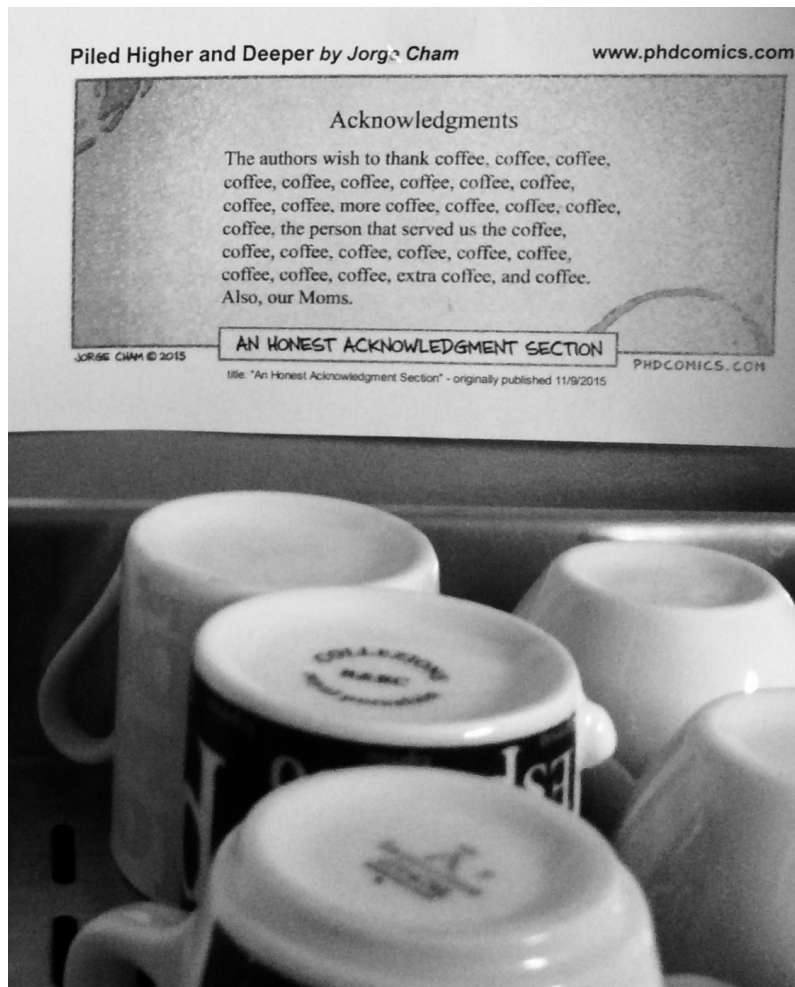 Piled Higher and Deeper by Jorge Cham
www.phdcomics.com
Acknowledgments
The authors wish to thank coffee, coffee, coffee,
coffee, coffee, coffee, coffee, coffee, coffee,
coffee, coffee, more coffee, coffee, coffee, coffee,
coffee, the person that served us the coffee,
coffee, coffee, coffee, coffee, coffee, coffee,
coffee, coffee, coffee, extra coffee, and coffee.
Also, our Moms.
AN HONEST ACKNOWLEDGMENT SECTION
JORGE CHAM © 2015
PHDCOMICS.COM
title: "An Honest Acknowledgment Section" - originally published 11/9/2015
COLLEZIONE